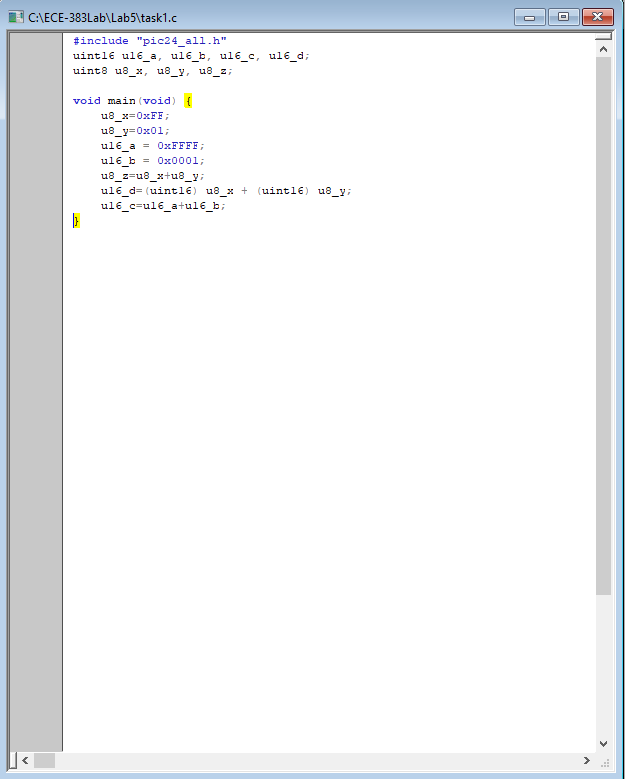 C:\ECE-383Lab\Lab5\task1.c
#include "pic24_all.h"
uint16 u16_a, u16_b, u16_c, u16_d;
uint8 u8_x, u8_y, u8_z;
void main(void) {
u8_x=0xFF;
u8_y=0x01;
u16_a = 0xFFFF;
u16_b = 0x0001;
u8_z=u8_x+u8_y;
u16_d=(uint16) u8_x + (uint16) u8_y;
u16_c=u16_a+u16_b;
}